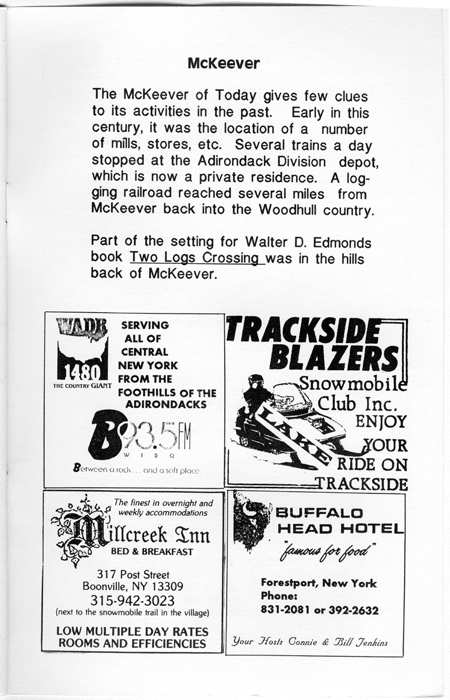 McKeever
The McKeever of Today gives few clues
to its activities in the past. Early in this
century, it was the location of a number
of mills, stores, etc. Several trains a day
stopped at the Adirondack Division depot,
which is now a private residence. A log-
ging railroad reached several miles from
McKeever back into the Woodhull country.
Part of the setting for Walter D. Edmonds
book Two Logs Crossing was in the hills
back of McKeever.
WADR
1480
THE COUNTRY GIANT
SERVING
ALL OF
CENTRAL
NEW YORK
FROM THE
FOOTHILLS OF THE
ADIRONDACKS
B93.5FM
WIBQ
Between a rock... and a soft place.
TRACKSIDE
BLAZERS
Snowmobile
Club Inc.
ENJOY
YOUR
RIDE ON
TRACKSIDE
LAKE
The finest in overnight and
weekly accommodations
Millcreek Inn
BED & BREAKFAST
317 Post Street
Boonville, NY 13309
315-942-3023
(next to the snowmobile trail in the village)
LOW MULTIPLE DAY RATES
ROOMS AND EFFICIENCIES
BUFFALO
HEAD HOTEL
"famous for food"
Forestport, New York
Phone:
831-2081 or 392-2632
Your Hosts Connie & Bill Jenkins